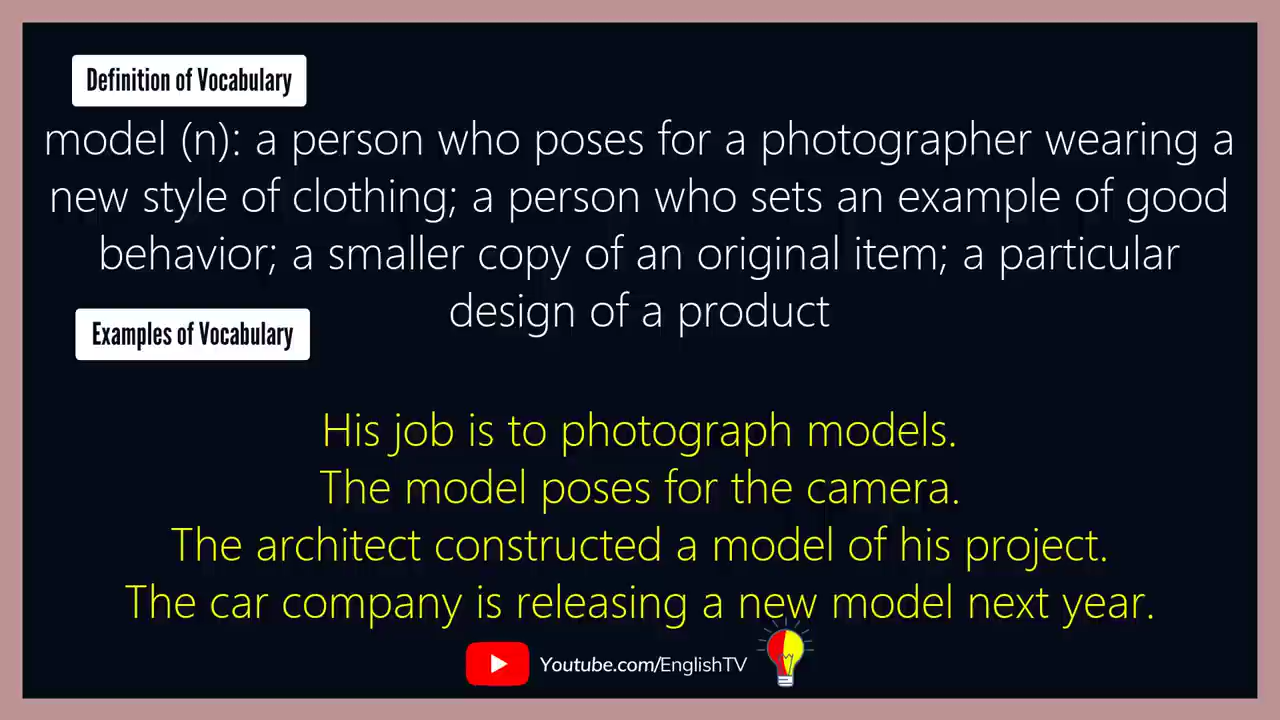 Definition of Vocabulary
model (n): a person who poses for a photographer wearing a
new style of clothing; a person who sets an example of good
behavior; a smaller copy of an original item; a particular
design of a product
Examples of Vocabulary
His job is to photograph models.
The model poses for the camera.
The architect constructed a model of his project.
The car company is releasing a new model next year.
Youtube.com/EnglishTV